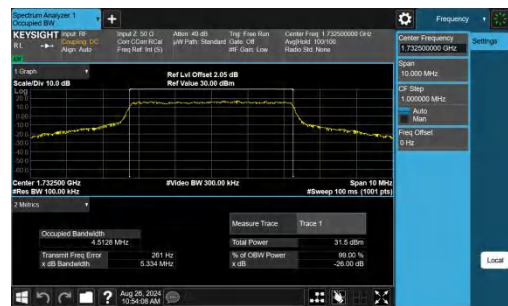 Spectrum Analyzer 1
Occupied BW
Frequency
KEYSIGHT
Input: RF
Coupling: DC
Align: Auto
Input Z: 50 Ω
Corr CCorr RCal
Freq Ref: Int (S)
Atten: 40 dB
µW Path: Standard
Trig: Free Run
Gate: Off
#IF Gain: Low
Center Freq: 1.732500000 GHz
Avg|Hold: 100/100
Radio Std: None
Center Frequency
1.732500000 GHz
Settings
Span
10.000 MHz
CF Step
1.000000 MHz
Auto
Man
Freq Offset
0 Hz
1 Graph
Scale/Div 10.0 dB
Ref Lvl Offset 2.05 dB
Ref Value 30.00 dBm
Log
20.0
10.0
Center 1.732500 GHz
#Res BW 100.00 kHz
#Video BW 300.00 kHz
Span 10 MHz
#Sweep 100 ms (1001 pts)
2 Metrics
Measure Trace
Trace 1
Occupied Bandwidth
4.5128 MHz
Total Power
31.5 dBm
Transmit Freq Error
261 Hz
% of OBW Power
99.00 %
x dB Bandwidth
5.334 MHz
x dB
-26.00 dB
Local
Aug 26, 2024
10:54:08 AM